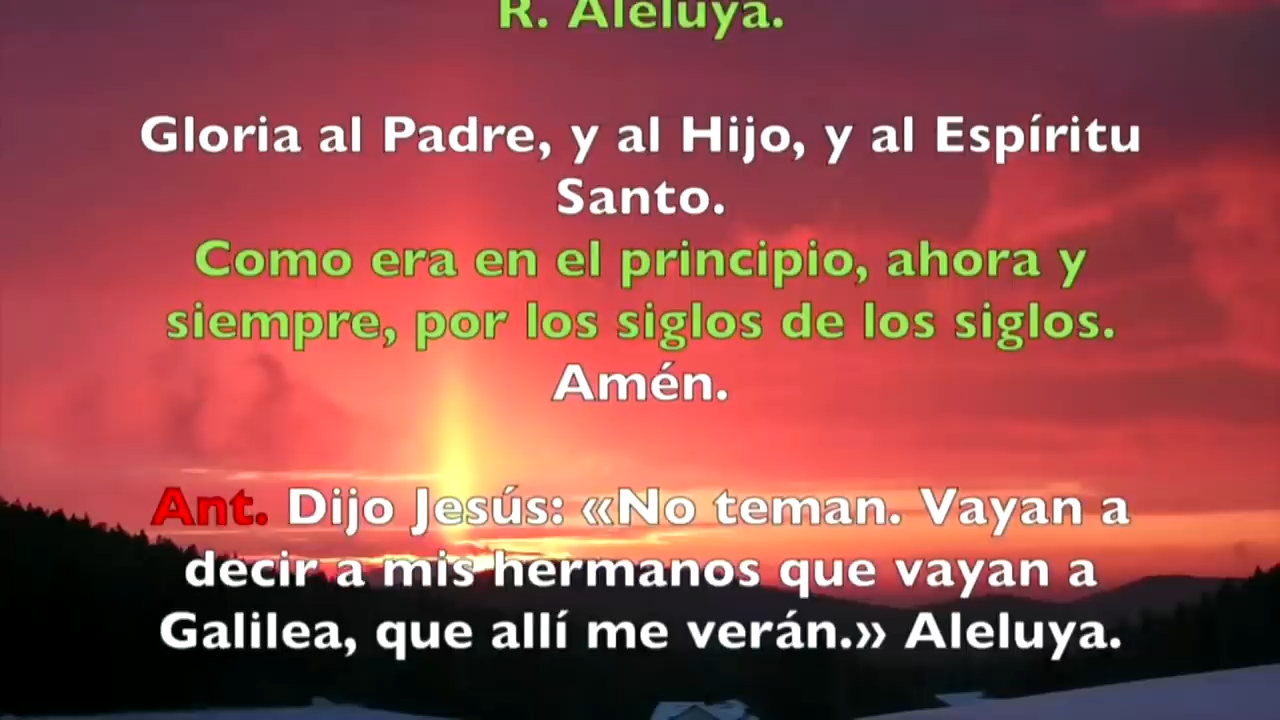 R. Aleluya.
Gloria al Padre, y al Hijo, y al Espíritu
Santo.
Como era en el principio, ahora y
siempre, por los siglos de los siglos.
Amén.
Ant. Dijo Jesús: «No teman. Vayan a
decir a mis hermanos que vayan a
Galilea, que allí me verán.» Aleluya.